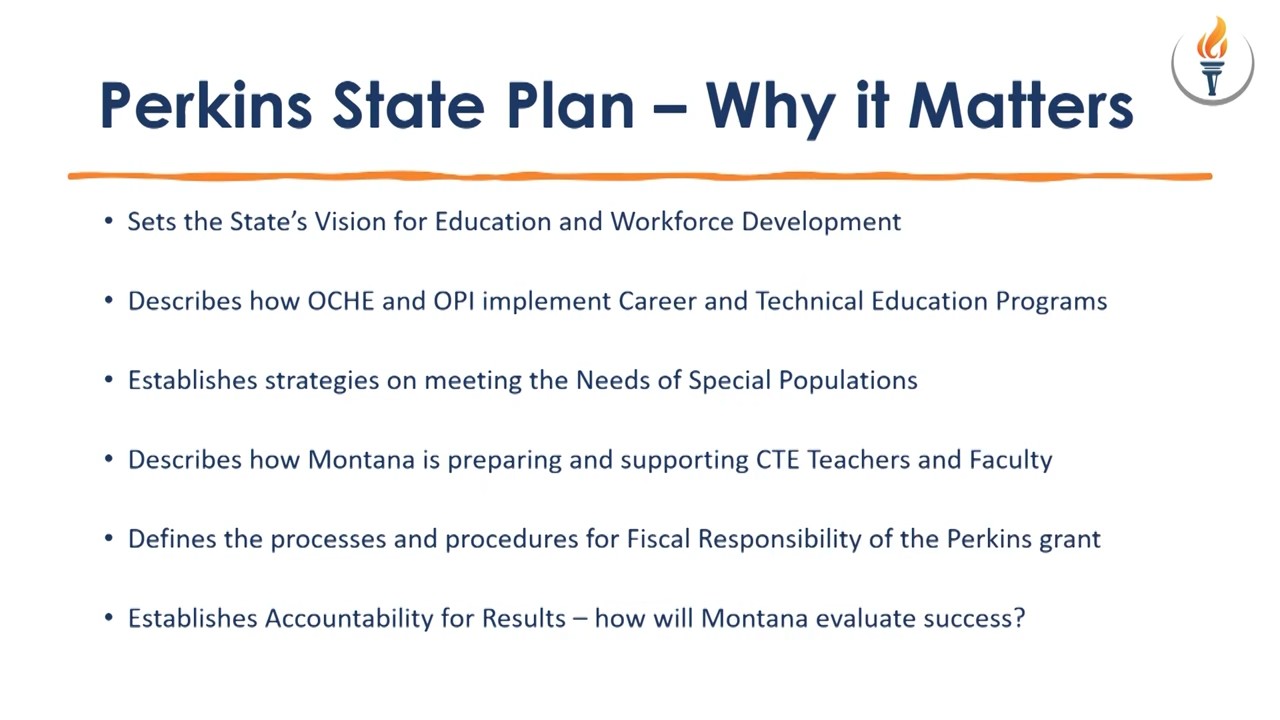 Perkins State Plan – Why it Matters
• Sets the State’s Vision for Education and Workforce Development
• Describes how OCHE and OPI implement Career and Technical Education Programs
• Establishes strategies on meeting the Needs of Special Populations
• Describes how Montana is preparing and supporting CTE Teachers and Faculty
• Defines the processes and procedures for Fiscal Responsibility of the Perkins grant
• Establishes Accountability for Results – how will Montana evaluate success?